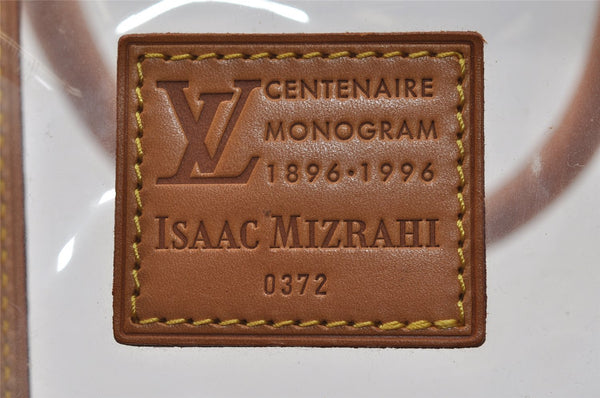 LV CENTENAIRE
MONOGRAM
1896·1996
ISAAC MIZRAHI
0372